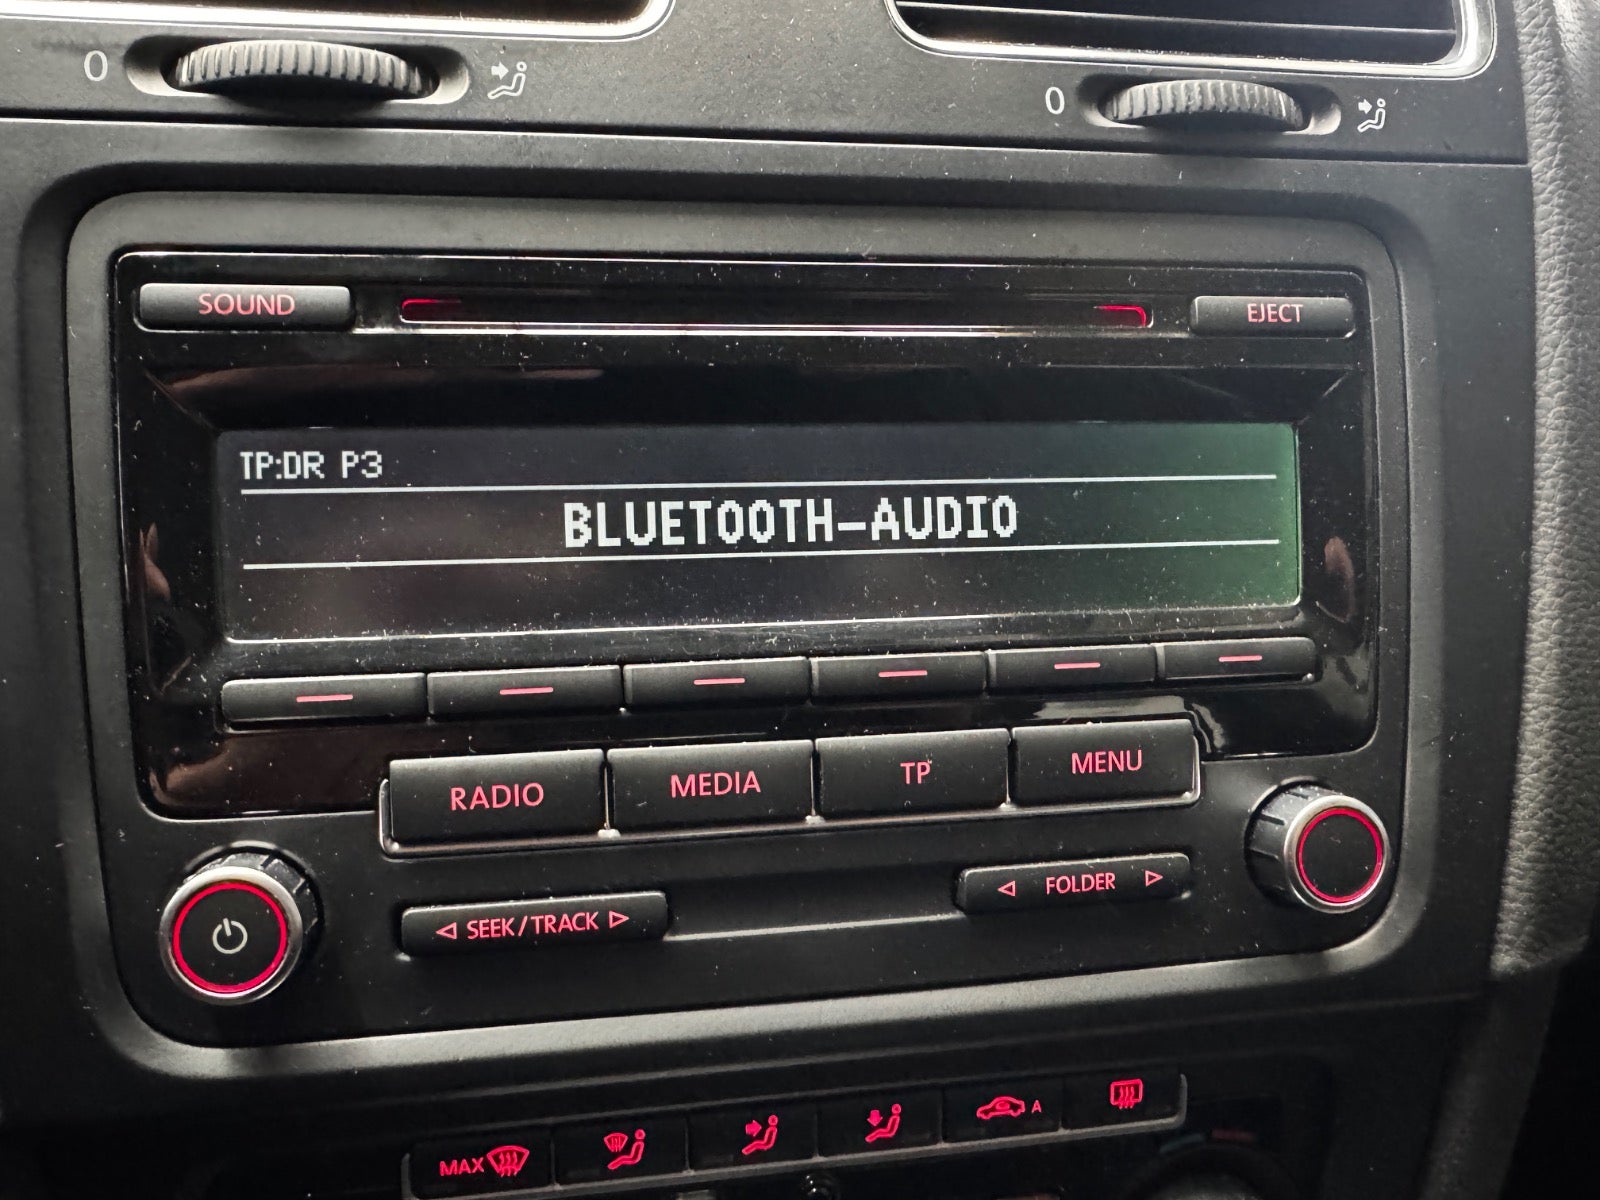 0
0
SOUND
EJECT
TP:DR P3
BLUETOOTH-AUDIO
RADIO
MEDIA
TP
MENU
SEEK/TRACK
FOLDER
MAX
A